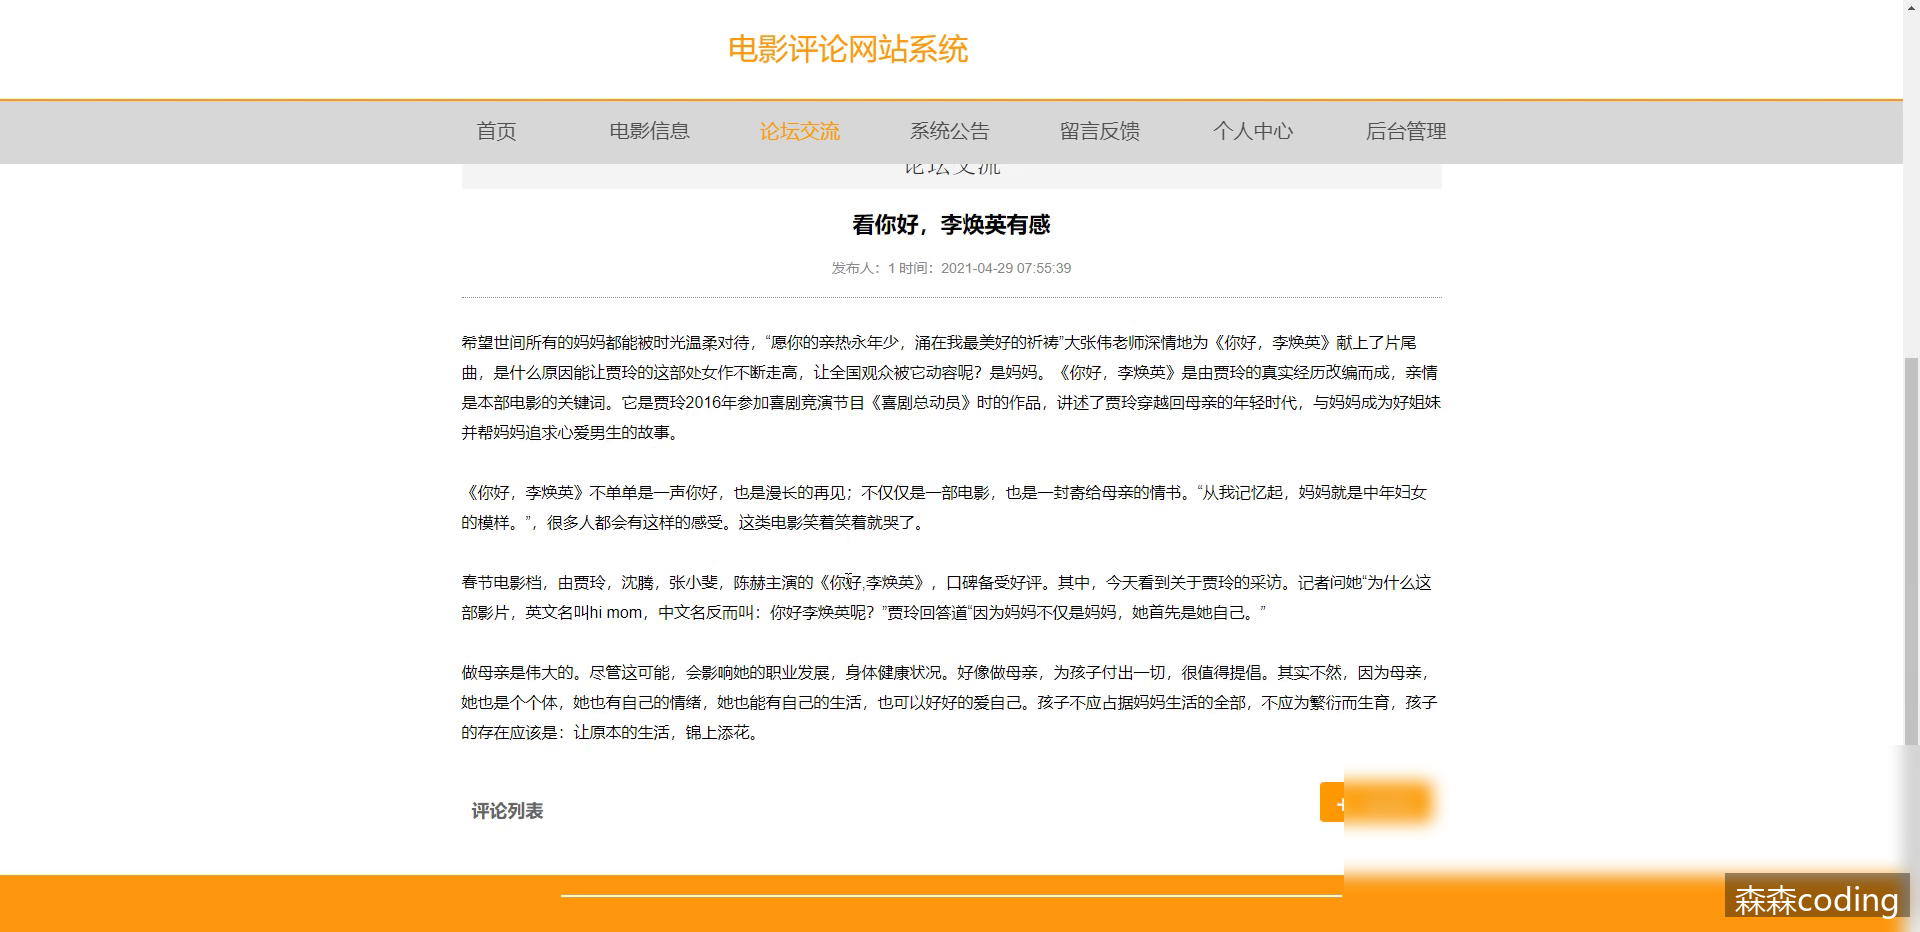 电影评论网站系统
首页 电影信息 论坛交流 系统公告 留言反馈 个人中心 后台管理
论坛交流
看你好，李焕英有感
发布人：1 时间：2021-04-29 07:55:39
希望世间所有的妈妈都能被时光温柔对待，“愿你的亲热永年少，涌在我最美好的祈祷”大张伟老师深情地为《你好，李焕英》献上了片尾
曲，是什么原因能让贾玲的这部处女作不断走高，让全国观众被它动容呢？是妈妈。《你好，李焕英》是由贾玲的真实经历改编而成，亲情
是本部电影的关键词。它是贾玲2016年参加喜剧竞演节目《喜剧总动员》时的作品，讲述了贾玲穿越回母亲的年轻时代，与妈妈成为好姐妹
并帮妈妈追求心爱男生的故事。
《你好，李焕英》不单单是一声你好，也是漫长的再见；不仅仅是一部电影，也是一封寄给母亲的情书。“从我记忆起，妈妈就是中年妇女
的模样。”，很多人都会有这样的感受。这类电影笑着笑着就哭了。
春节电影档，由贾玲，沈腾，张小斐，陈赫主演的《你好,李焕英》，口碑备受好评。其中，今天看到关于贾玲的采访。记者问她“为什么这
部影片，英文名叫hi mom，中文名反而叫：你好李焕英呢？”贾玲回答道“因为妈妈不仅是妈妈，她首先是她自己。”
做母亲是伟大的。尽管这可能，会影响她的职业发展，身体健康状况。好像做母亲，为孩子付出一切，很值得提倡。其实不然，因为母亲，
她也是个个体，她也有自己的情绪，她也能有自己的生活，也可以好好的爱自己。孩子不应占据妈妈生活的全部，不应为繁衍而生育，孩子
的存在应该是：让原本的生活，锦上添花。
评论列表
森森coding